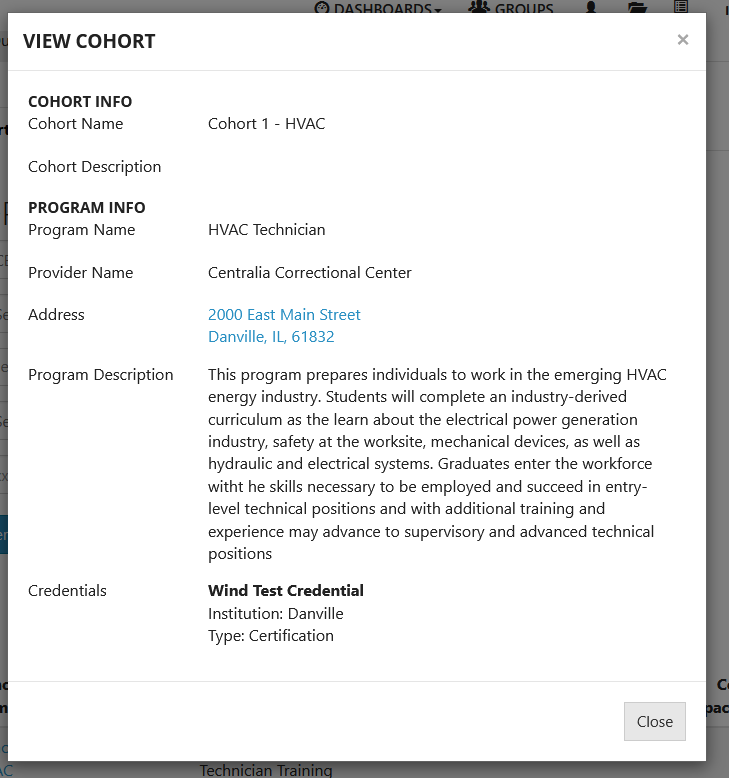 DASHBOARDS GROUPS
VIEW COHORT ×
COHORT INFO
Cohort Name Cohort 1 - HVAC
Cohort Description
PROGRAM INFO
Program Name HVAC Technician
Provider Name Centralia Correctional Center
Address 2000 East Main Street
Danville, IL, 61832
Program Description This program prepares individuals to work in the emerging HVAC
energy industry. Students will complete an industry-derived
curriculum as the learn about the electrical power generation
industry, safety at the worksite, mechanical devices, as well as
hydraulic and electrical systems. Graduates enter the workforce
witht he skills necessary to be employed and succeed in entry-
level technical positions and with additional training and
experience may advance to supervisory and advanced technical
positions
Credentials Wind Test Credential
Institution: Danville
Type: Certification
Close
Technician Training